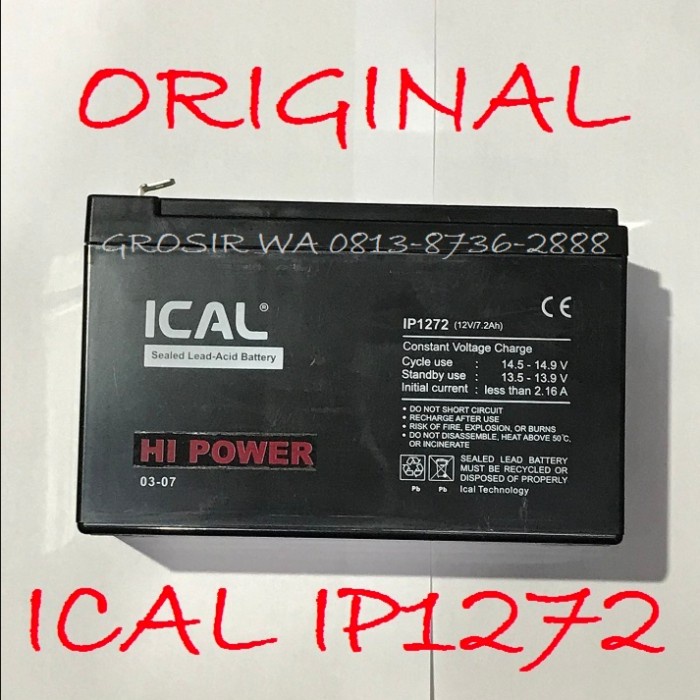 ORIGINAL
GROSIR WA 0813-8736-2888
ICAL®
Sealed Lead-Acid Battery
HI POWER
03-07
CE
IP1272 (12V/7.2Ah)
Constant Voltage Charge
Cycle use : 14.5 - 14.9 V
Standby use : 13.5 - 13.9 V
Initial current : less than 2.16 A
• DO NOT SHORT CIRCUIT
• RECHARGE AFTER USE
• RISK OF FIRE, EXPLOSION, OR BURNS
• DO NOT DISASSEMBLE, HEAT ABOVE 50°C,
OR INCINERATE
SEALED LEAD BATTERY
MUST BE RECYCLED OR
DISPOSED OF PROPERLY
Pb Pb Ical Technology
ICAL IP1272